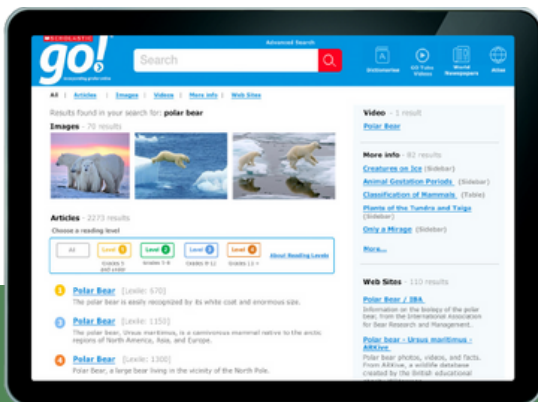 SCHOLASTIC
go!
Search
Advanced Search
Dictionaries
GO Tube Videos
World Newspapers
Atlas
All | Articles | Images | Videos | More info | Web Sites
Results found in your search for: polar bear
Images - 70 results
Articles - 2273 results
Choose a reading level
All
Level 1
Level 2
Level 3
Level 4
Grades 5 and under
Grades 12 +
About Reading Levels
1 Polar Bear [Lexile: 670]
The polar bear is easily recognized by its white coat and enormous size.
3 Polar Bear [Lexile: 1150]
The polar bear, Ursus maritimus, is a carnivorous mammal native to the arctic
regions of North America, Asia, and Europe.
4 Polar Bear [Lexile: 1300]
Polar Bear, a large bear living in the vicinity of the North Pole.
Video - 1 result
Polar Bear
More info - 82 results
Creatures on Ice (Sidebar)
Animal Gestation Periods (Sidebar)
Classification of Mammals (Table)
Plants of the Tundra and Taiga
(Sidebar)
Only a Mirage (Sidebar)
More...
Web Sites - 110 results
Polar Bear / IBA
Information on the biology of the polar
bear, from the International Association
for Bear Research and Management.
Polar bear - Ursus maritimus -
ARKive
Polar bear photos, videos, and facts.
From ARKive, a wildlife database
created by the British educational